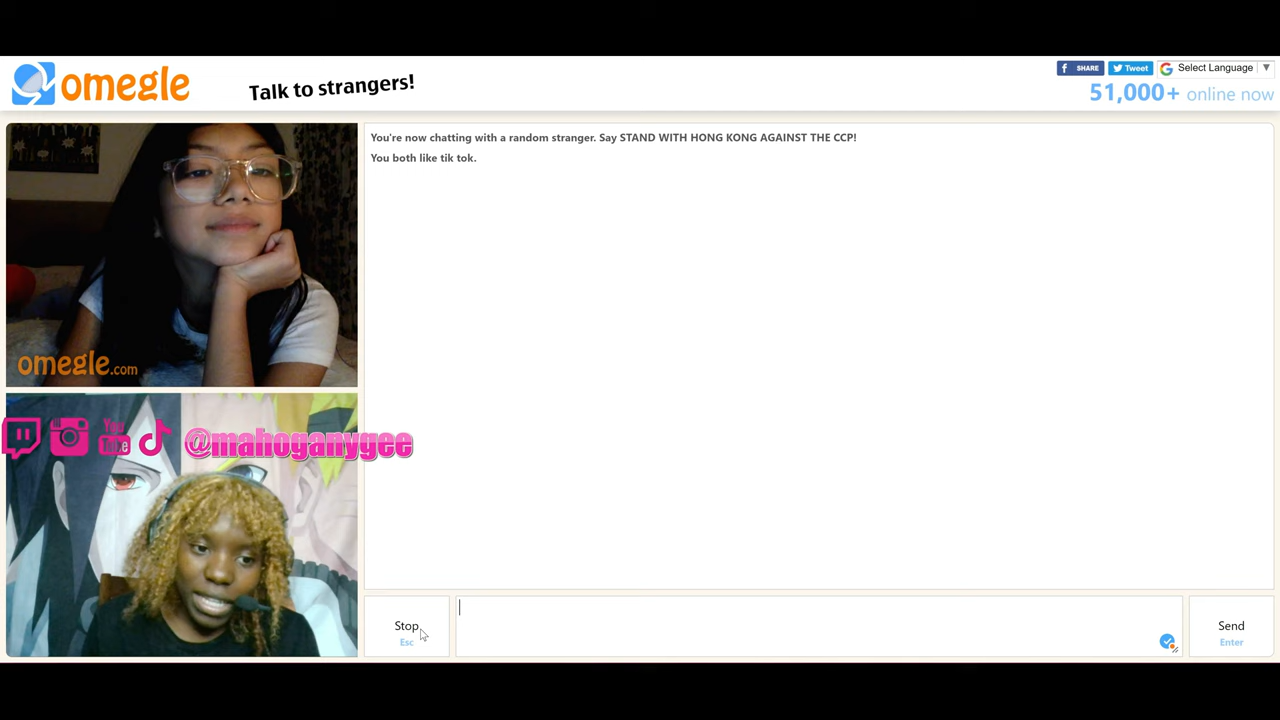 omegle
Talk to strangers!
SHARE
Tweet
Select Language
51,000+ online now
You're now chatting with a random stranger. Say STAND WITH HONG KONG AGAINST THE CCP!
You both like tik tok.
omegle.com
You
Tube
@mahoganygee
Stop
Esc
Send
Enter